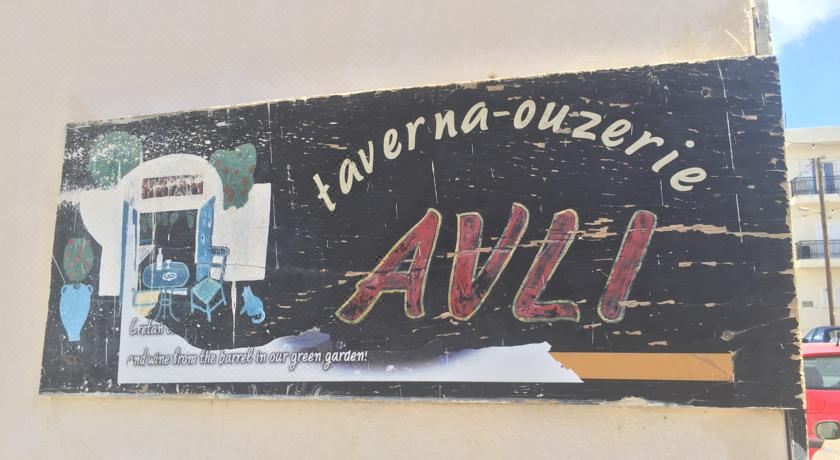 taverna-ouzerie
AVLI
Cretan
and wine from the barrel in our green garden!